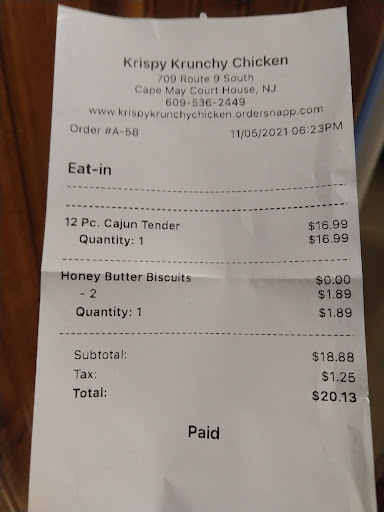 Krispy Krunchy Chicken
709 Route 9 South
Cape May Court House, NJ
609-536-2449
www.krispykrunchychicken.ordersnapp.com
Order #A-58 11/05/2021 06:23PM
Eat-in
12 Pc. Cajun Tender $16.99
Quantity: 1 $16.99
Honey Butter Biscuits $0.00
- 2 $1.89
Quantity: 1 $1.89
Subtotal: $18.88
Tax: $1.25
Total: $20.13
Paid